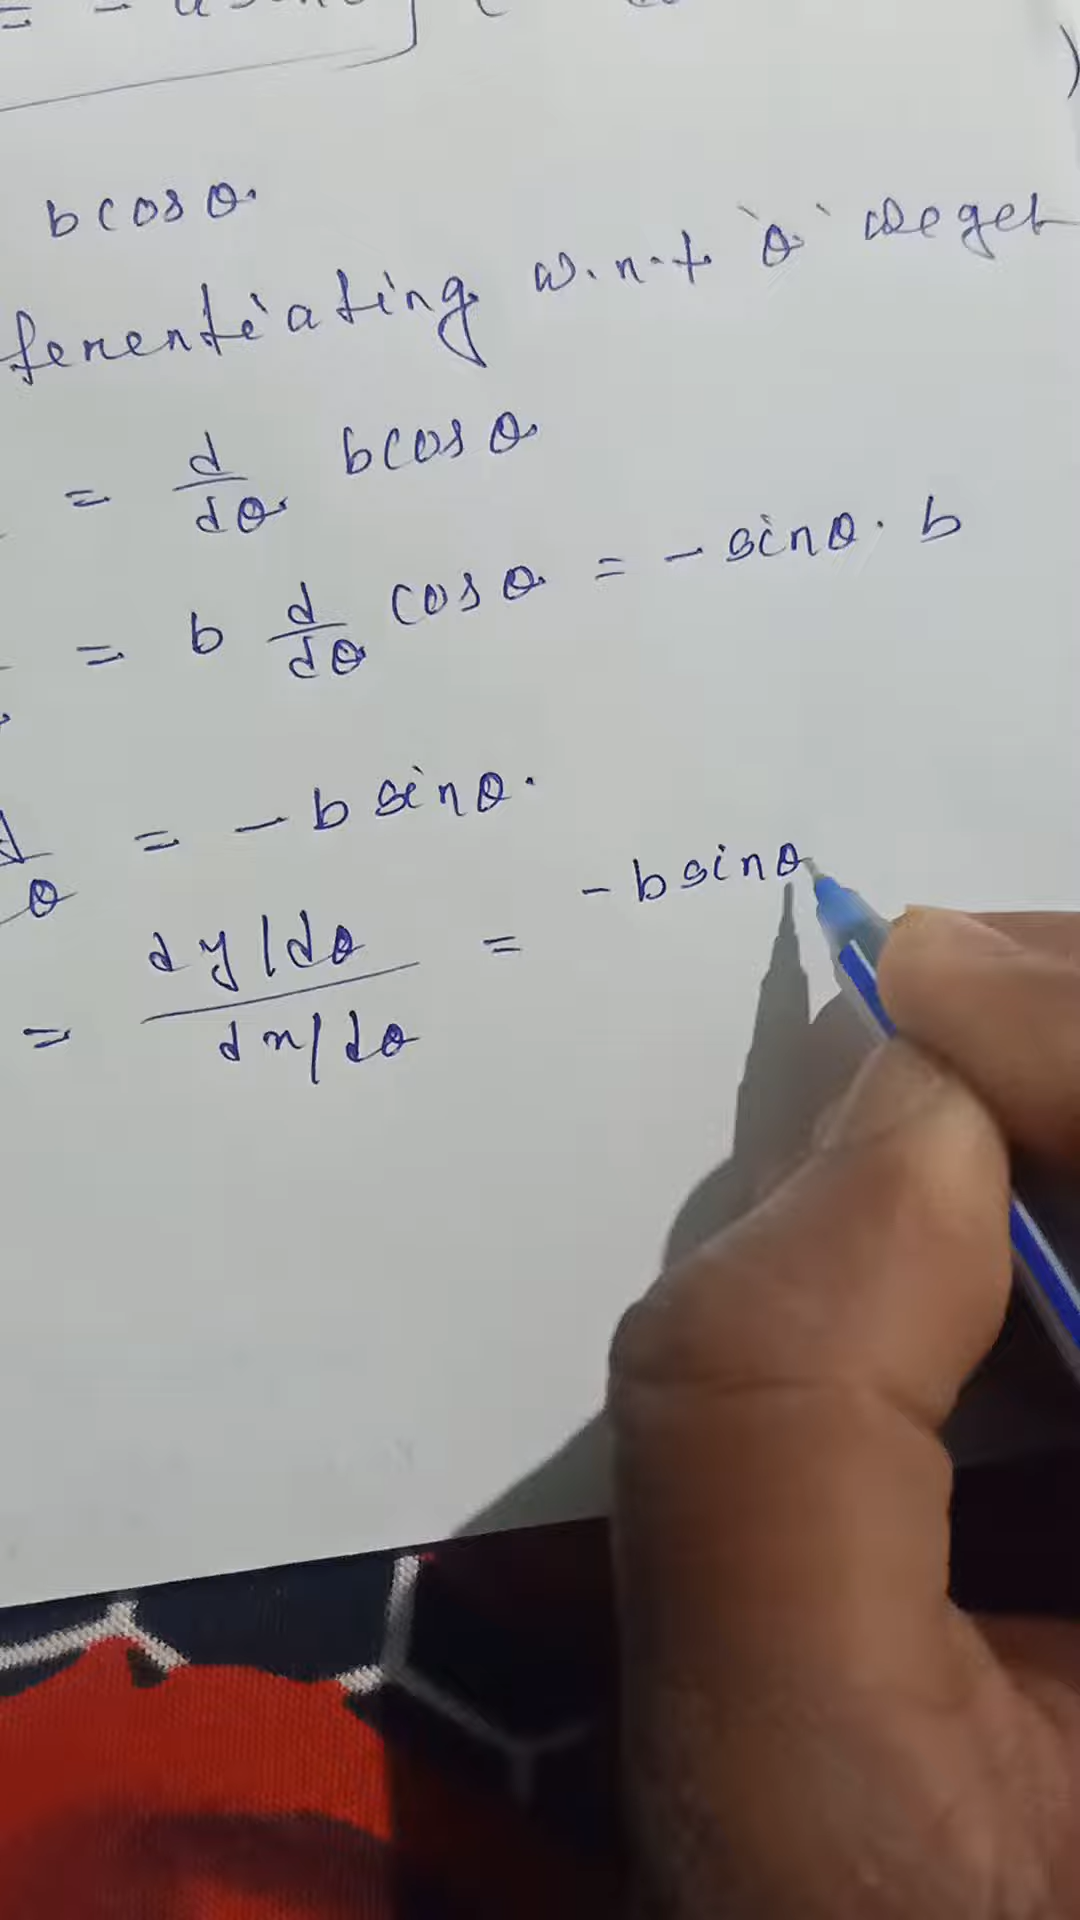 b cos θ.
ferentiating w.r.t 'θ' we get
= d/dθ b cos θ
= b d/dθ cos θ = - sin θ . b
θ = - b sin θ.
= dy/dθ / dx/dθ = - b sin θ